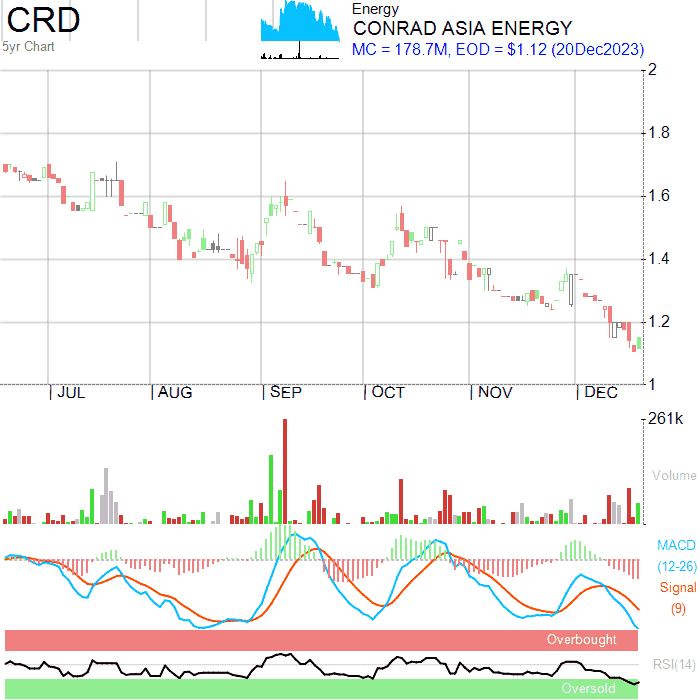 CRD
5yr Chart
Energy
CONRAD ASIA ENERGY
MC = 178.7M, EOD = $1.12 (20Dec2023)
2
1.8
1.6
1.4
1.2
1
JUL AUG SEP OCT NOV DEC
261k
Volume
MACD
(12-26)
Signal
(9)
Overbought
RSI(14)
Oversold